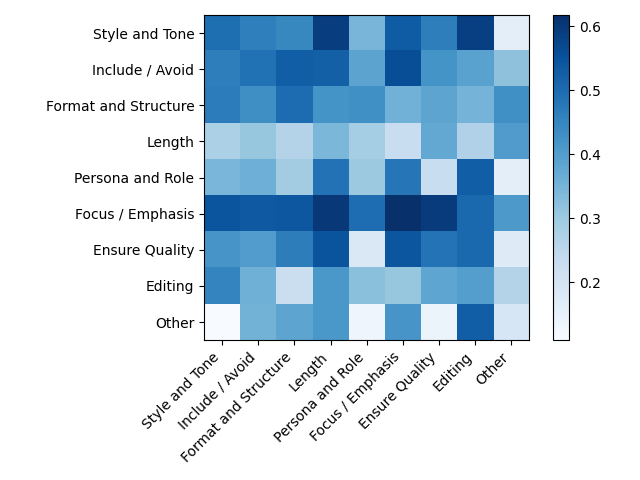 Style and Tone
Include / Avoid
Format and Structure
Length
Persona and Role
Focus / Emphasis
Ensure Quality
Editing
Other
Style and Tone
Include / Avoid
Format and Structure
Length
Persona and Role
Focus / Emphasis
Ensure Quality
Editing
Other
0.6
0.5
0.4
0.3
0.2